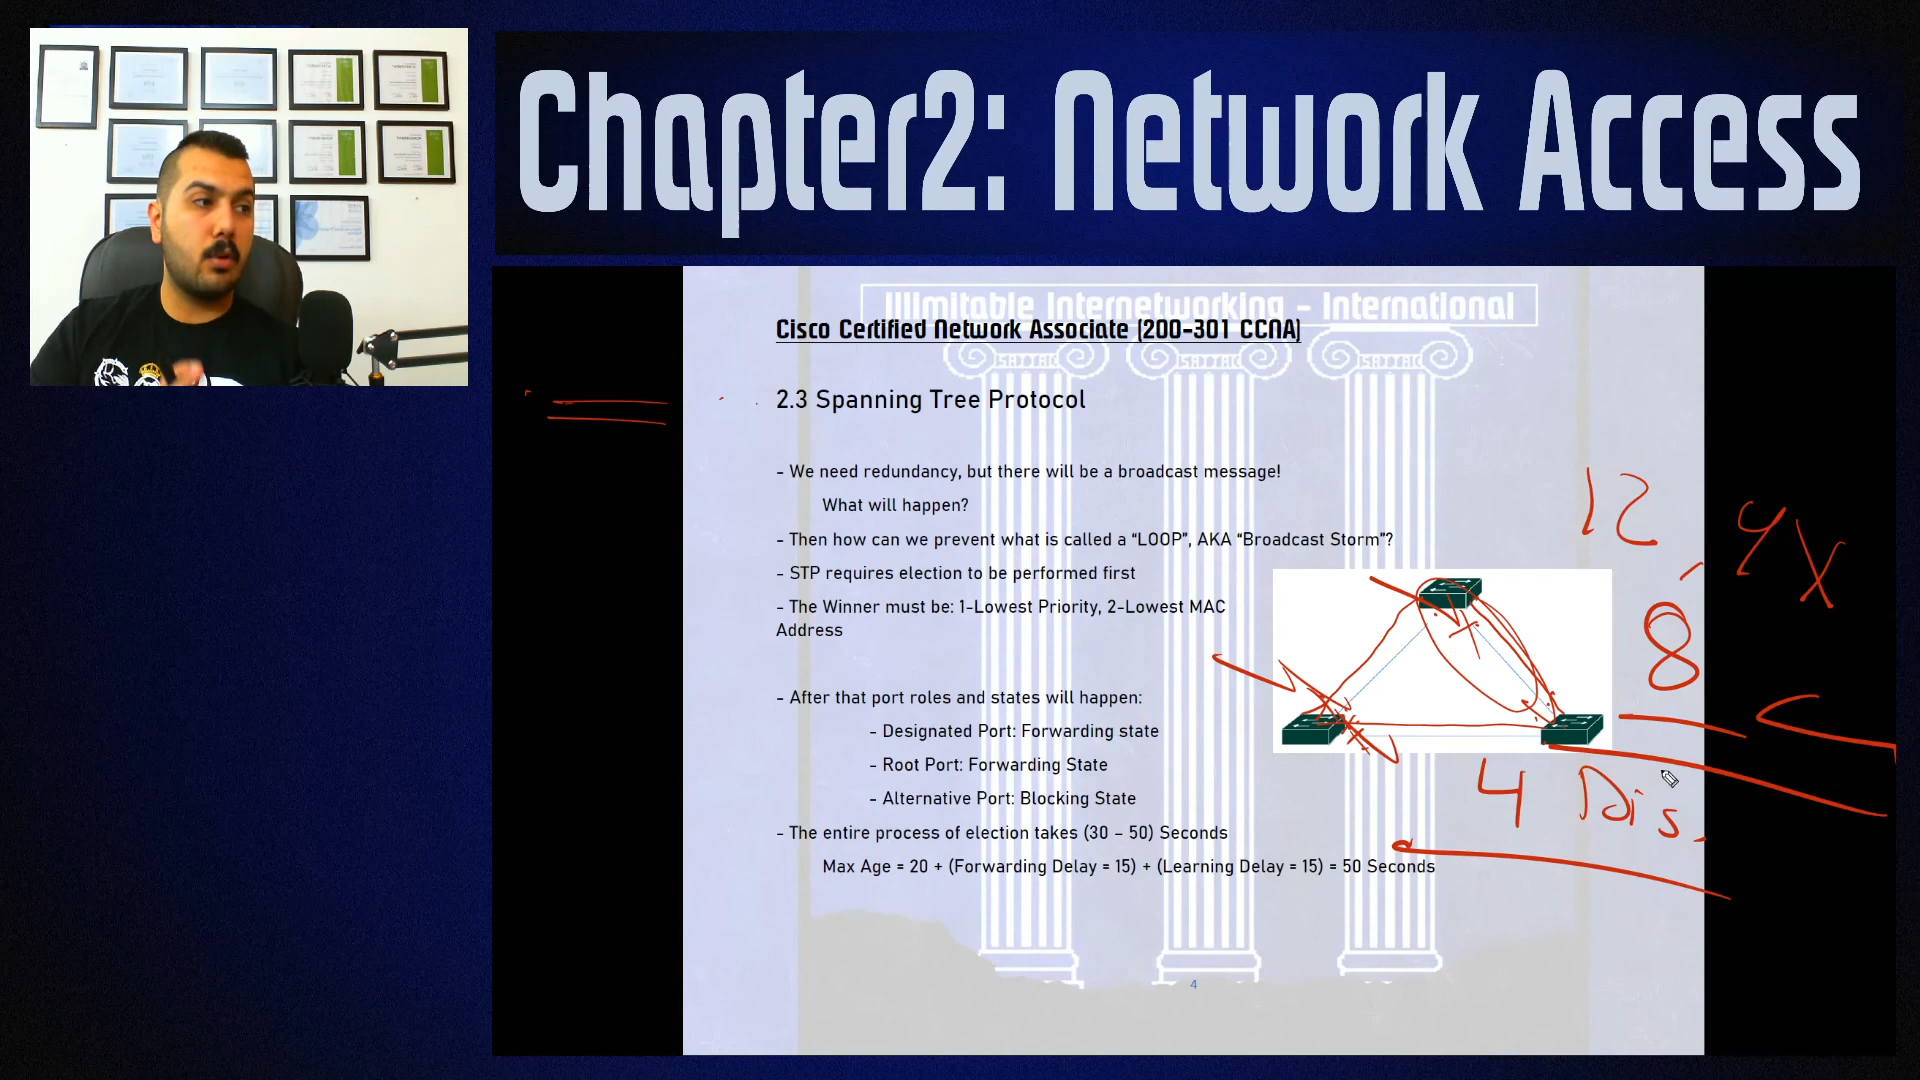 Chapter2: Network Access
Illimitable Internetworking - International
Cisco Certified Network Associate (200-301 CCNA)
2.3 Spanning Tree Protocol
- We need redundancy, but there will be a broadcast message!
What will happen?
- Then how can we prevent what is called a “LOOP”, AKA “Broadcast Storm”?
- STP requires election to be performed first
- The Winner must be: 1-Lowest Priority, 2-Lowest MAC
Address
- After that port roles and states will happen:
- Designated Port: Forwarding state
- Root Port: Forwarding State
- Alternative Port: Blocking State
- The entire process of election takes (30 – 50) Seconds
Max Age = 20 + (Forwarding Delay = 15) + (Learning Delay = 15) = 50 Seconds
12
4X
8
4 Dis.
4